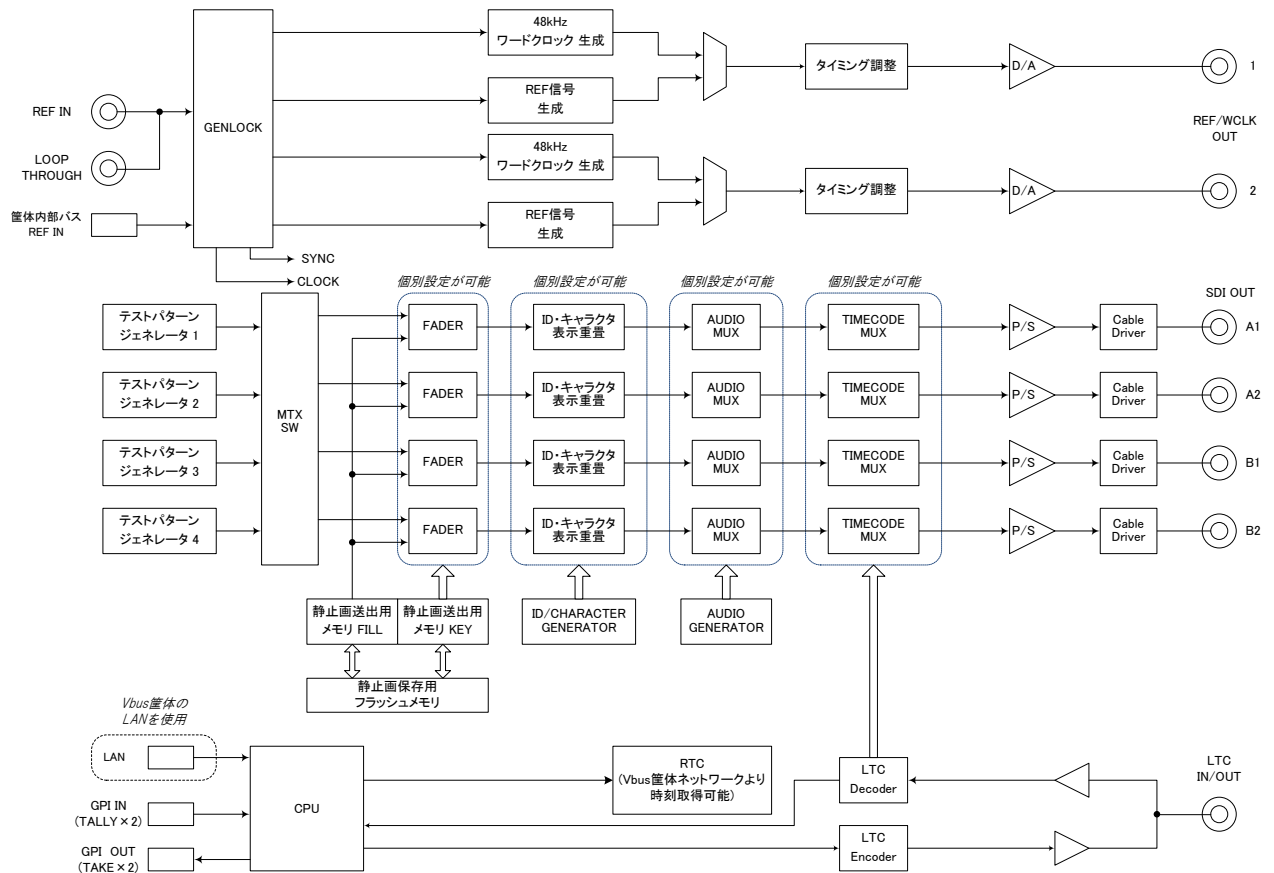 48kHz
ワードクロック 生成
タイミング調整
D/A
1
REF IN
GENLOCK
REF信号
生成
REF/WCLK
OUT
LOOP
THROUGH
48kHz
ワードクロック 生成
タイミング調整
D/A
2
筐体内部バス
REF IN
REF信号
生成
SYNC
CLOCK
個別設定が可能
個別設定が可能
個別設定が可能
個別設定が可能
SDI OUT
テストパターン
ジェネレータ 1
FADER
ID・キャラクタ
表示重畳
AUDIO
MUX
TIMECODE
MUX
P/S
Cable
Driver
A1
テストパターン
ジェネレータ 2
FADER
ID・キャラクタ
表示重畳
AUDIO
MUX
TIMECODE
MUX
P/S
Cable
Driver
A2
MTX
SW
テストパターン
ジェネレータ 3
FADER
ID・キャラクタ
表示重畳
AUDIO
MUX
TIMECODE
MUX
P/S
Cable
Driver
B1
テストパターン
ジェネレータ 4
FADER
ID・キャラクタ
表示重畳
AUDIO
MUX
TIMECODE
MUX
P/S
Cable
Driver
B2
静止画送出用
メモリ FILL
静止画送出用
メモリ KEY
ID/CHARACTER
GENERATOR
AUDIO
GENERATOR
静止画保存用
フラッシュメモリ
Vbus筐体の
LANを使用
LAN
CPU
RTC
(Vbus筐体ネットワークより
時刻取得可能)
LTC
Decoder
LTC
IN/OUT
GPI IN
(TALLY×2)
GPI OUT
(TAKE×2)
LTC
Encoder